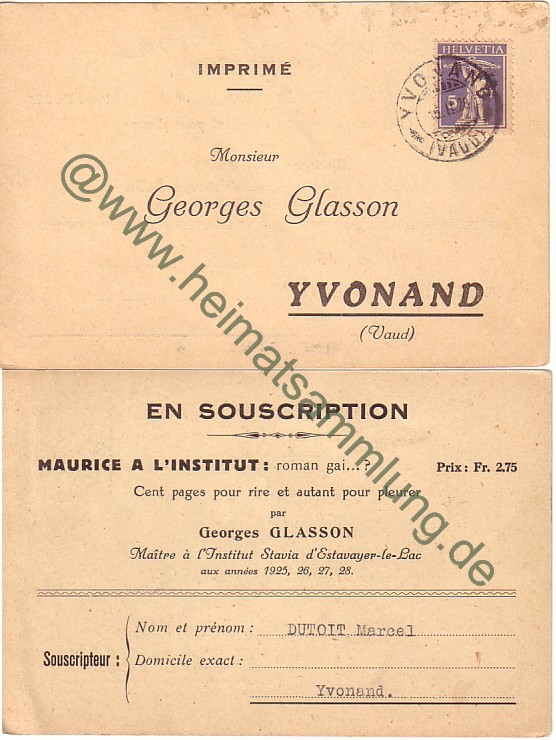 IMPRIMÉ
HELVETIA
5
YVONAND
(VAUD)
Monsieur
Georges Glasson
YVONAND
(Vaud)
@www.heimatsammlung.de
EN SOUSCRIPTION
MAURICE A L'INSTITUT: roman gai...? Prix: Fr. 2,75
Cent pages pour rire et autant pour pleurer
par
Georges GLASSON
Maître à l'Institut Stavia d'Estavayer-le-Lac
aux années 1925, 26, 27, 28.
Souscripteur :
Nom et prénom : DUTOIT Marcel
Domicile exact :
Yvonand.